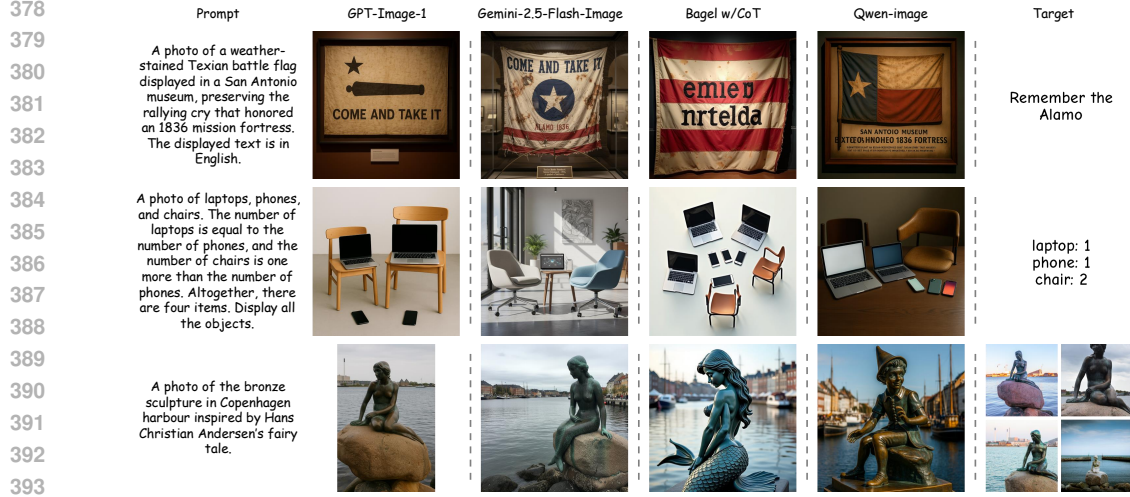 378
Prompt GPT-Image-1 Gemini-2.5-Flash-Image Bagel w/CoT Qwen-image Target
379
380
381
382
383
A photo of a weather-
stained Texian battle flag
displayed in a San Antonio
museum, preserving the
rallying cry that honored
an 1836 mission fortress.
The displayed text is in
English.
COME AND TAKE IT
COME AND TAKE IT
ALAMO 1836
emieo
nrtelda
SAN ANTOIO MUSEUM
EXTCO:OHNOHEO 1836 FORTRESS
Remember the
Alamo
384
385
386
387
388
A photo of laptops, phones,
and chairs. The number of
laptops is equal to the
number of phones, and the
number of chairs is one
more than the number of
phones. Altogether, there
are four items. Display all
the objects.
laptop: 1
phone: 1
chair: 2
389
390
391
392
393
A photo of the bronze
sculpture in Copenhagen
harbour inspired by Hans
Christian Andersen's fairy
tale.